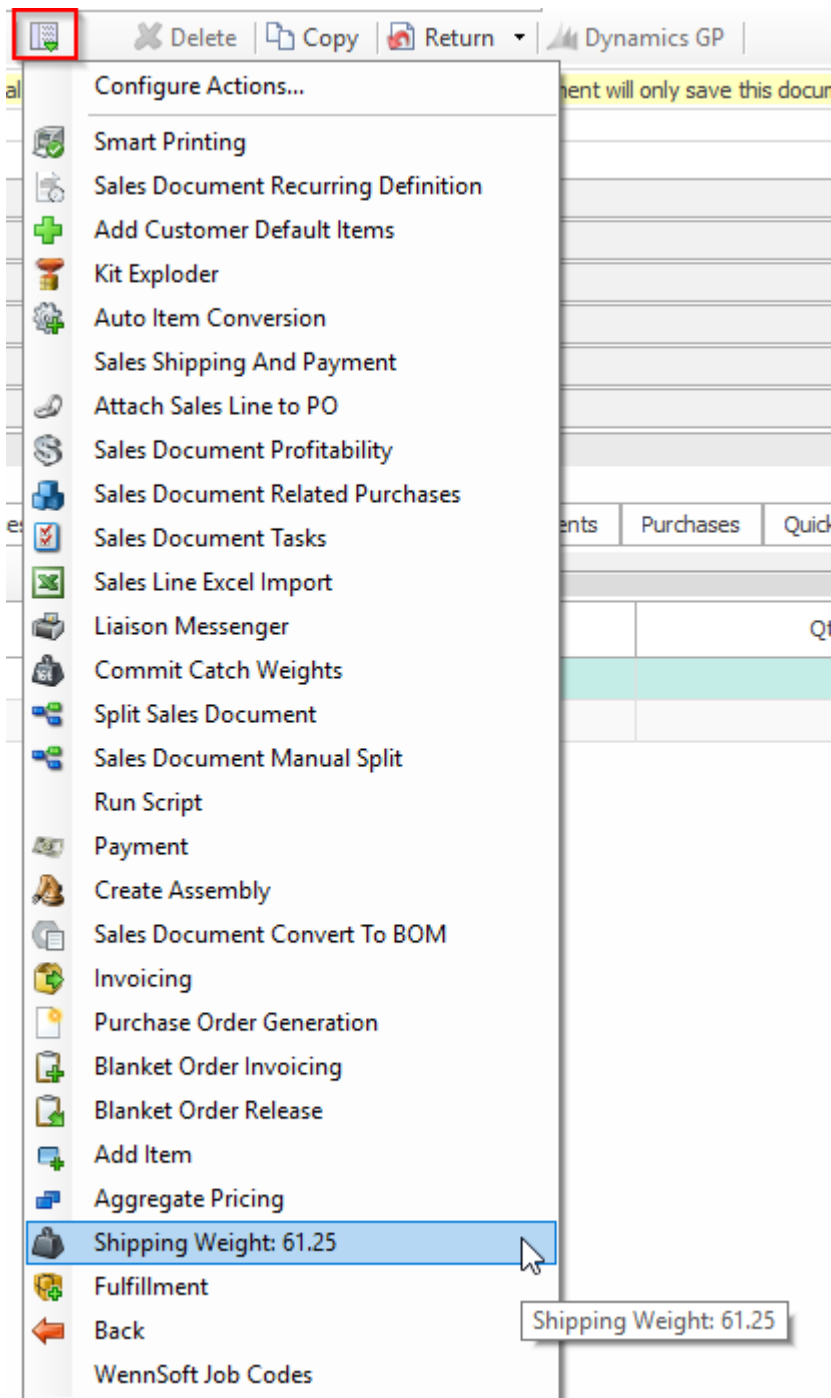 Delete Copy Return Dynamics GP
Configure Actions...
al
ent will only save this docur
Smart Printing
Sales Document Recurring Definition
Add Customer Default Items
Kit Exploder
Auto Item Conversion
Sales Shipping And Payment
Attach Sales Line to PO
Sales Document Profitability
Sales Document Related Purchases
es
ents Purchases Quick
Sales Document Tasks
Sales Line Excel Import
Liaison Messenger
Qt
Commit Catch Weights
Split Sales Document
Sales Document Manual Split
Run Script
Payment
Create Assembly
Sales Document Convert To BOM
Invoicing
Purchase Order Generation
Blanket Order Invoicing
Blanket Order Release
Add Item
Aggregate Pricing
Shipping Weight: 61.25
Fulfillment
Shipping Weight: 61.25
Back
WennSoft Job Codes